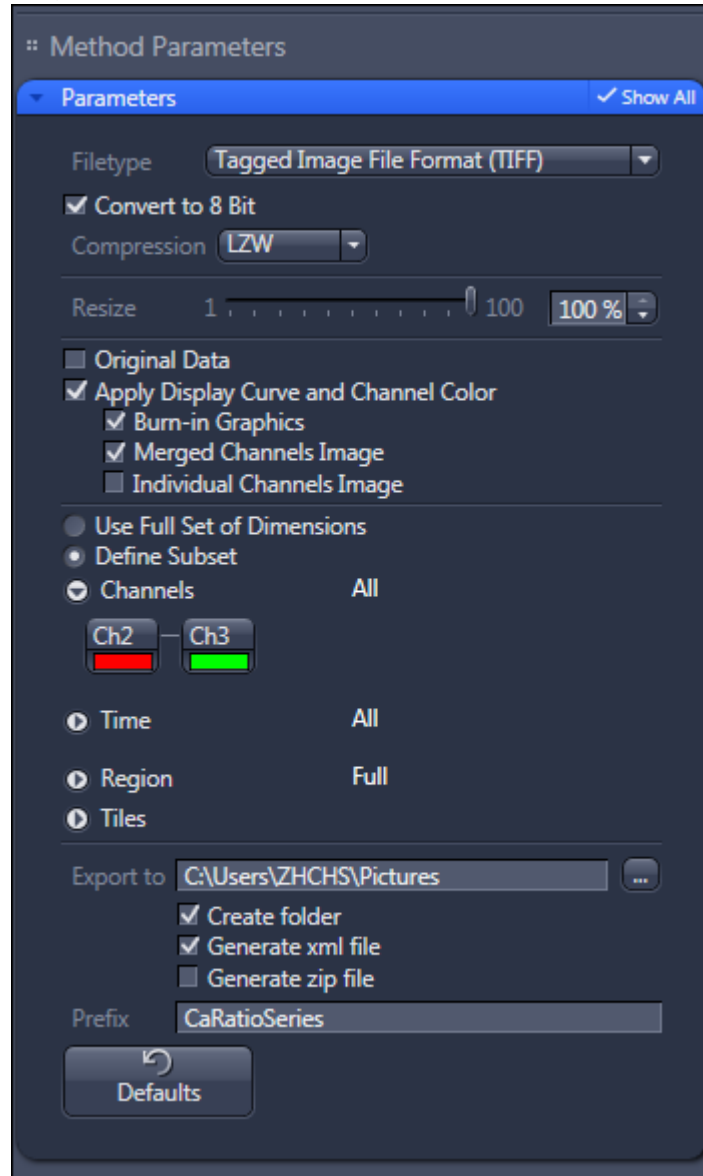 Method Parameters
Parameters Show All
Filetype Tagged Image File Format (TIFF)
Convert to 8 Bit
Compression LZW
Resize 1 100 100 %
Original Data
Apply Display Curve and Channel Color
Burn-in Graphics
Merged Channels Image
Individual Channels Image
Use Full Set of Dimensions
Define Subset
Channels All
Ch2 Ch3
Time All
Region Full
Tiles
Export to C:\Users\ZHCHS\Pictures ...
Create folder
Generate xml file
Generate zip file
Prefix CaRatioSeries
Defaults